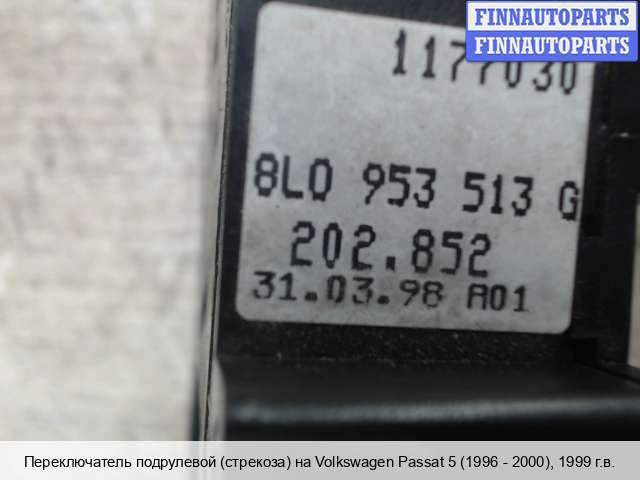 FINNAUTOPARTS
FINNAUTOPARTS
1177030
8L0 953 513 G
202.852
31.03.98 A01
Переключатель подрулевой (стрекоза) на Volkswagen Passat 5 (1996 - 2000), 1999 г.в.